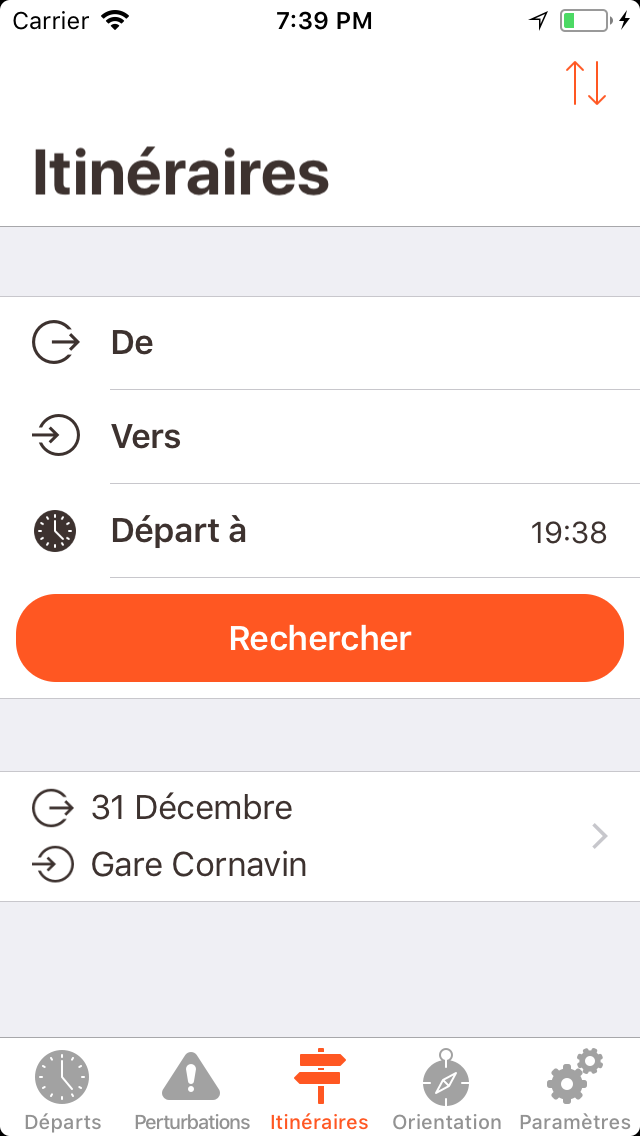 Carrier 7:39 PM
Itinéraires
De
Vers
Départ à 19:38
Rechercher
31 Décembre
Gare Cornavin
Départs Perturbations Itinéraires Orientation Paramètres